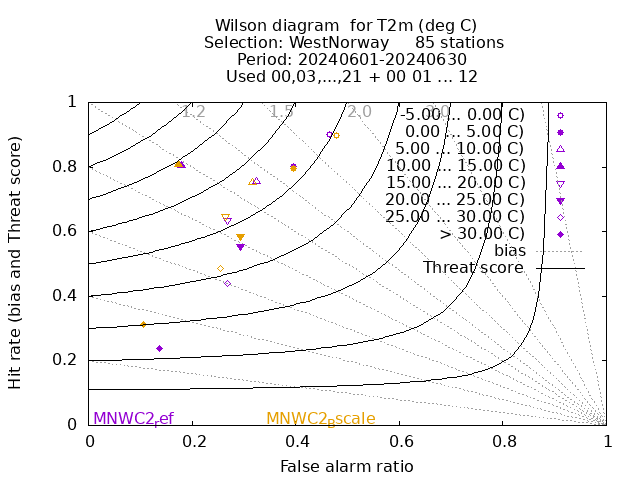 Wilson diagram for T2m (deg C)
Selection: WestNorway 85 stations
Period: 20240601-20240630
Used 00,03,...,21 + 00 01 ... 12
Hit rate (bias and Threat score)
1
0.8
0.6
0.4
0.2
0
1.2
1.5
2.0
3.0
-5.00 ... 0.00 C)
0.00 ... 5.00 C)
5.00 ... 10.00 C)
10.00 ... 15.00 C)
15.00 ... 20.00 C)
20.00 ... 25.00 C)
25.00 ... 30.00 C)
> 30.00 C)
bias
Threat score
MNWC2ref MNWC2Bscale
0 0.2 0.4 0.6 0.8 1
False alarm ratio